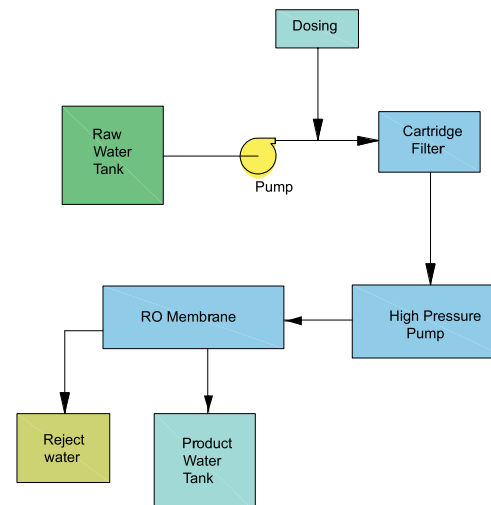 Dosing
Raw
Water
Tank
Pump
Cartridge
Filter
RO Membrane
High Pressure
Pump
Reject
water
Product
Water
Tank